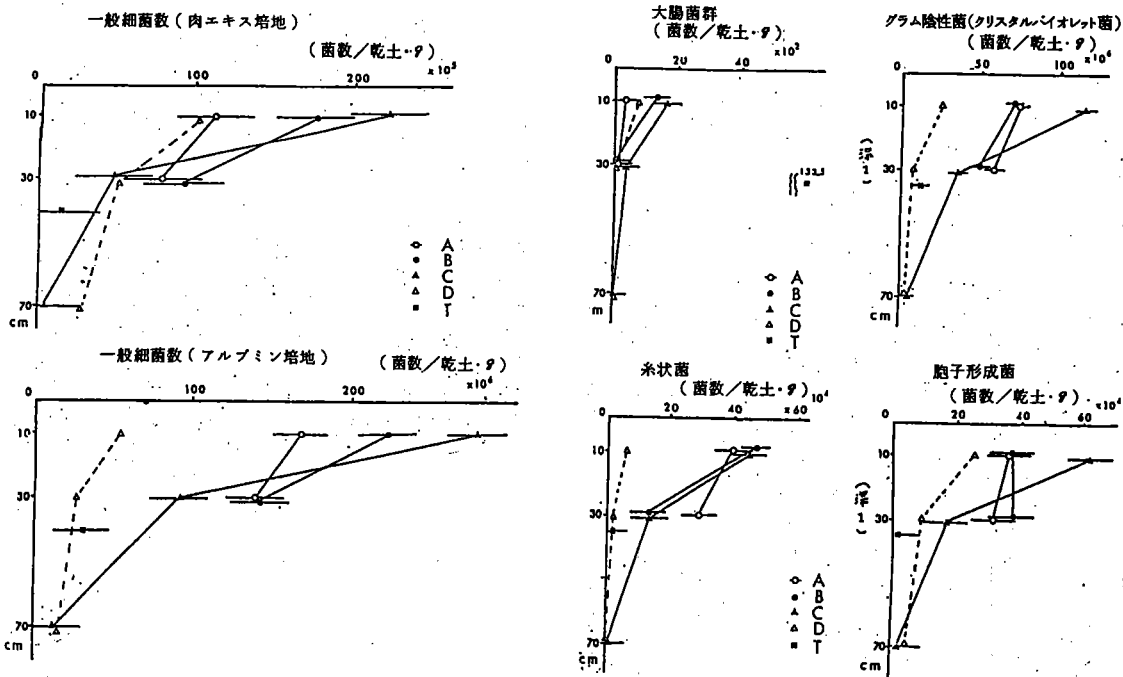 一般細菌数(肉エキス培地)
(菌数/乾土・g)
0 100 200 ×10⁵
10
30
70
cm
A
B
C
D
T
大腸菌群
(菌数/乾土・g)
0 20 40 ×10²
10
30
70
m
132.5
A
B
C
D
T
グラム陰性菌(クリスタルバイオレット菌)
(菌数/乾土・g)
0 50 100 ×10⁶
10
30
70
cm
一般細菌数(アルブミン培地)
(菌数/乾土・g)
0 100 200 ×10⁶
10
30
70
cm
糸状菌
(菌数/乾土・g)
0 20 40 ×60 10⁴
10
30
70
cm
A
B
C
D
T
胞子形成菌
(菌数/乾土・g)
0 20 40 60 ×10⁴
10
30
70
cm